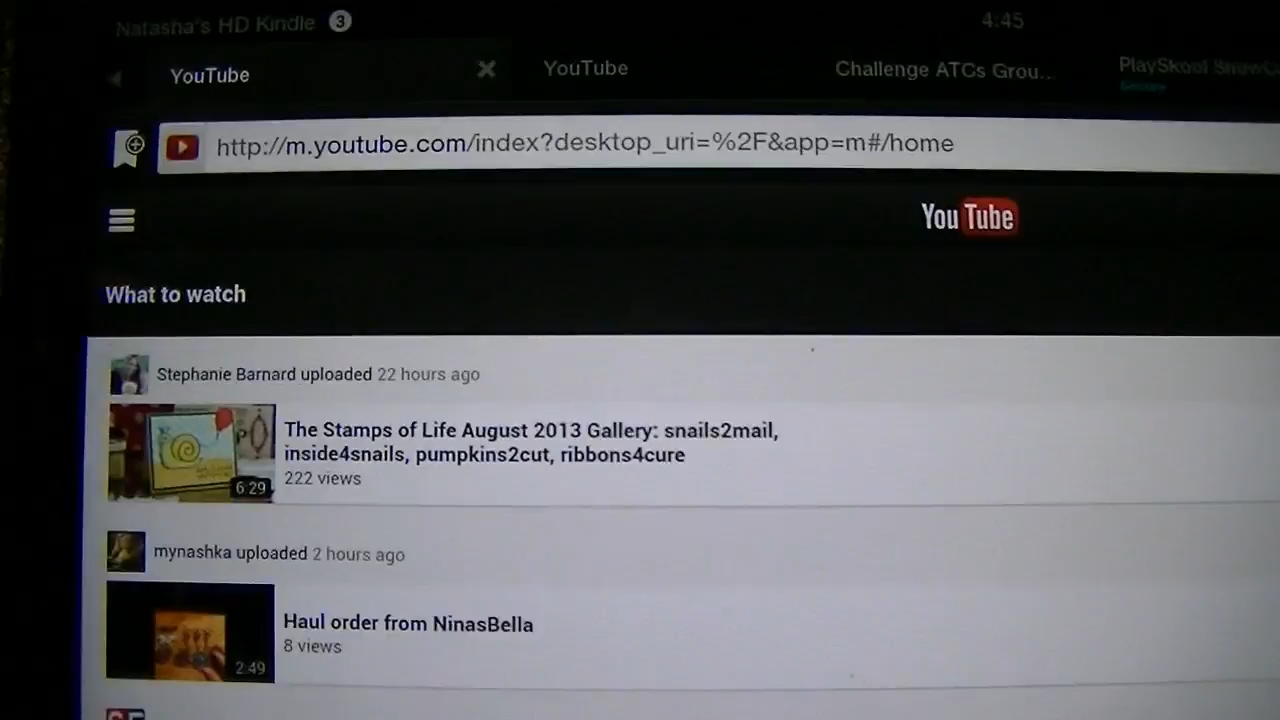 Natasha's HD Kindle 3
4:45
YouTube
YouTube
Challenge ATCs Grou...
PlaySkool
http://m.youtube.com/index?desktop_uri=%2F&app=m#/home
YouTube
What to watch
Stephanie Barnard uploaded 22 hours ago
The Stamps of Life August 2013 Gallery: snails2mail,
inside4snails, pumpkins2cut, ribbons4cure
222 views
6:29
mynashka uploaded 2 hours ago
Haul order from NinasBella
8 views
2:49